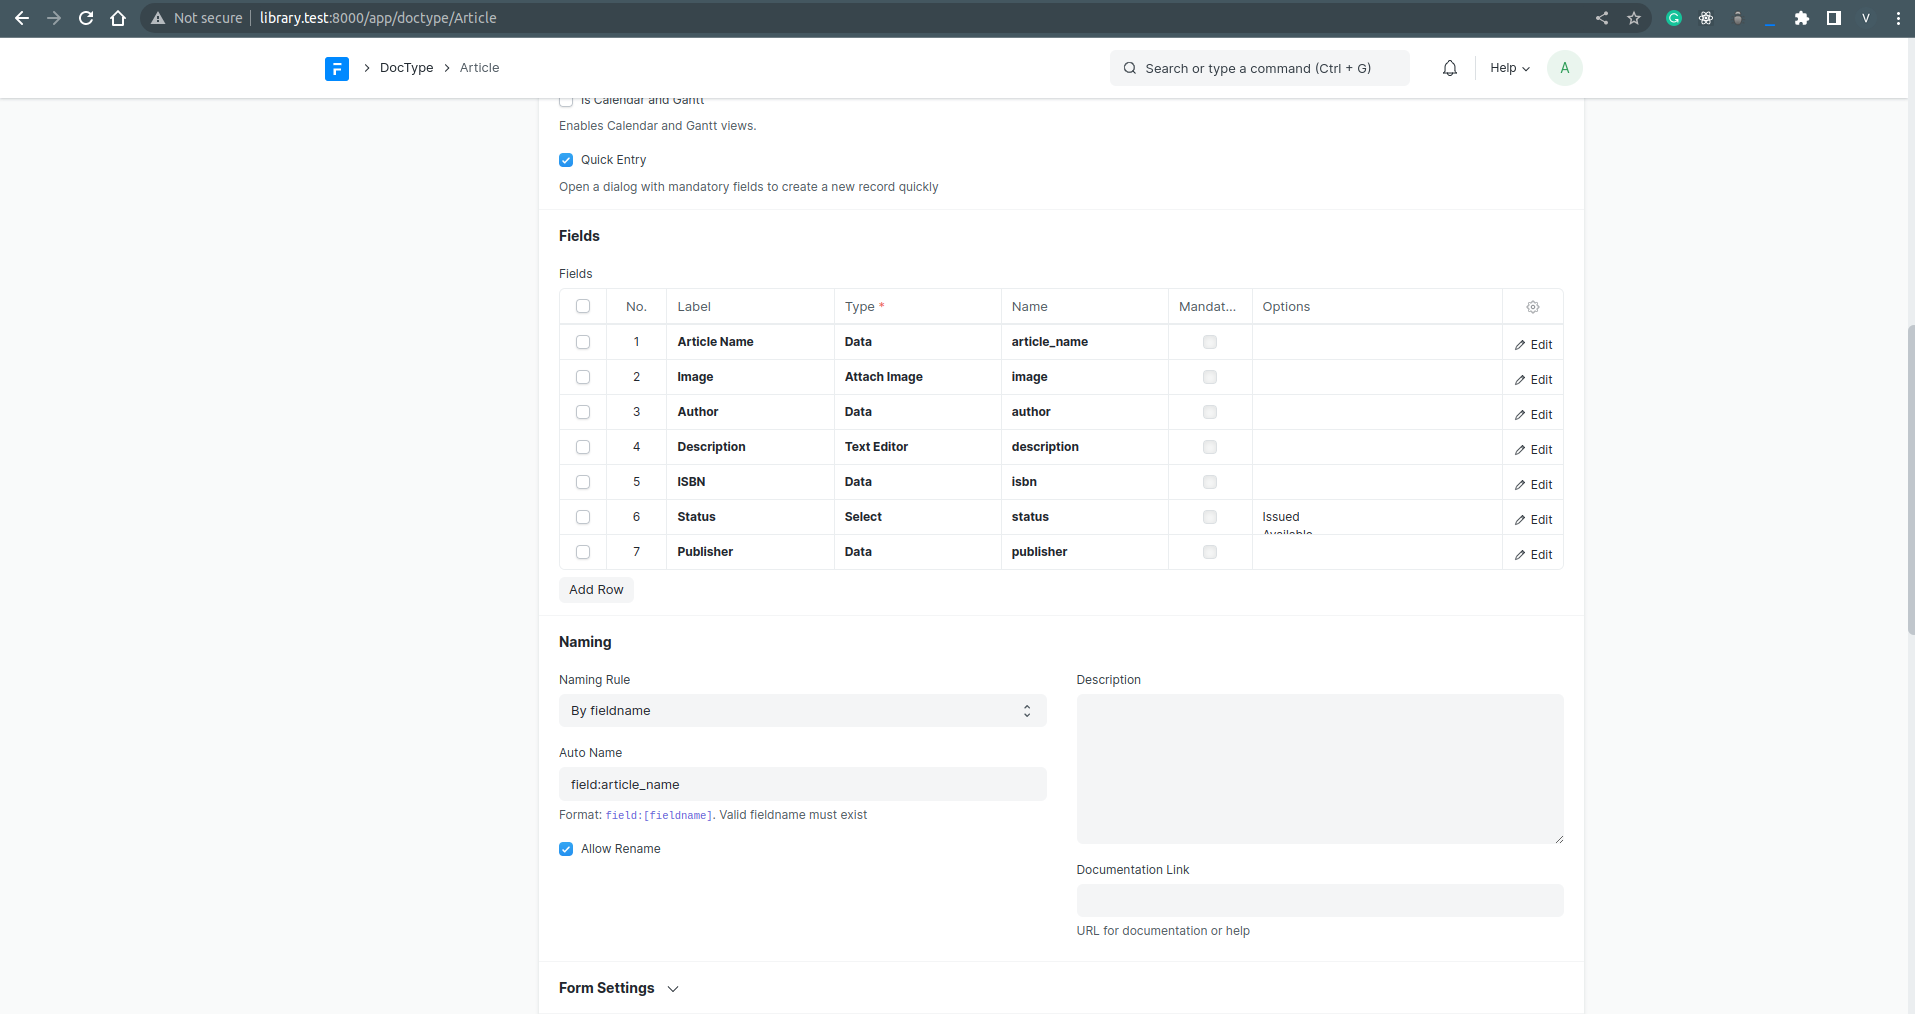 Not secure library.test:8000/app/doctype/Article
V
DocType Article
Search or type a command (Ctrl + G)
Help
A
Is Calendar and Gantt
Enables Calendar and Gantt views.
Quick Entry
Open a dialog with mandatory fields to create a new record quickly
Fields
Fields
No. Label Type * Name Mandat... Options
1 Article Name Data article_name Edit
2 Image Attach Image image Edit
3 Author Data author Edit
4 Description Text Editor description Edit
5 ISBN Data isbn Edit
6 Status Select status Issued Edit
Available
7 Publisher Data publisher Edit
Add Row
Naming
Naming Rule
By fieldname
Auto Name
field:article_name
Format: field:[fieldname]. Valid fieldname must exist
Allow Rename
Description
Documentation Link
URL for documentation or help
Form Settings